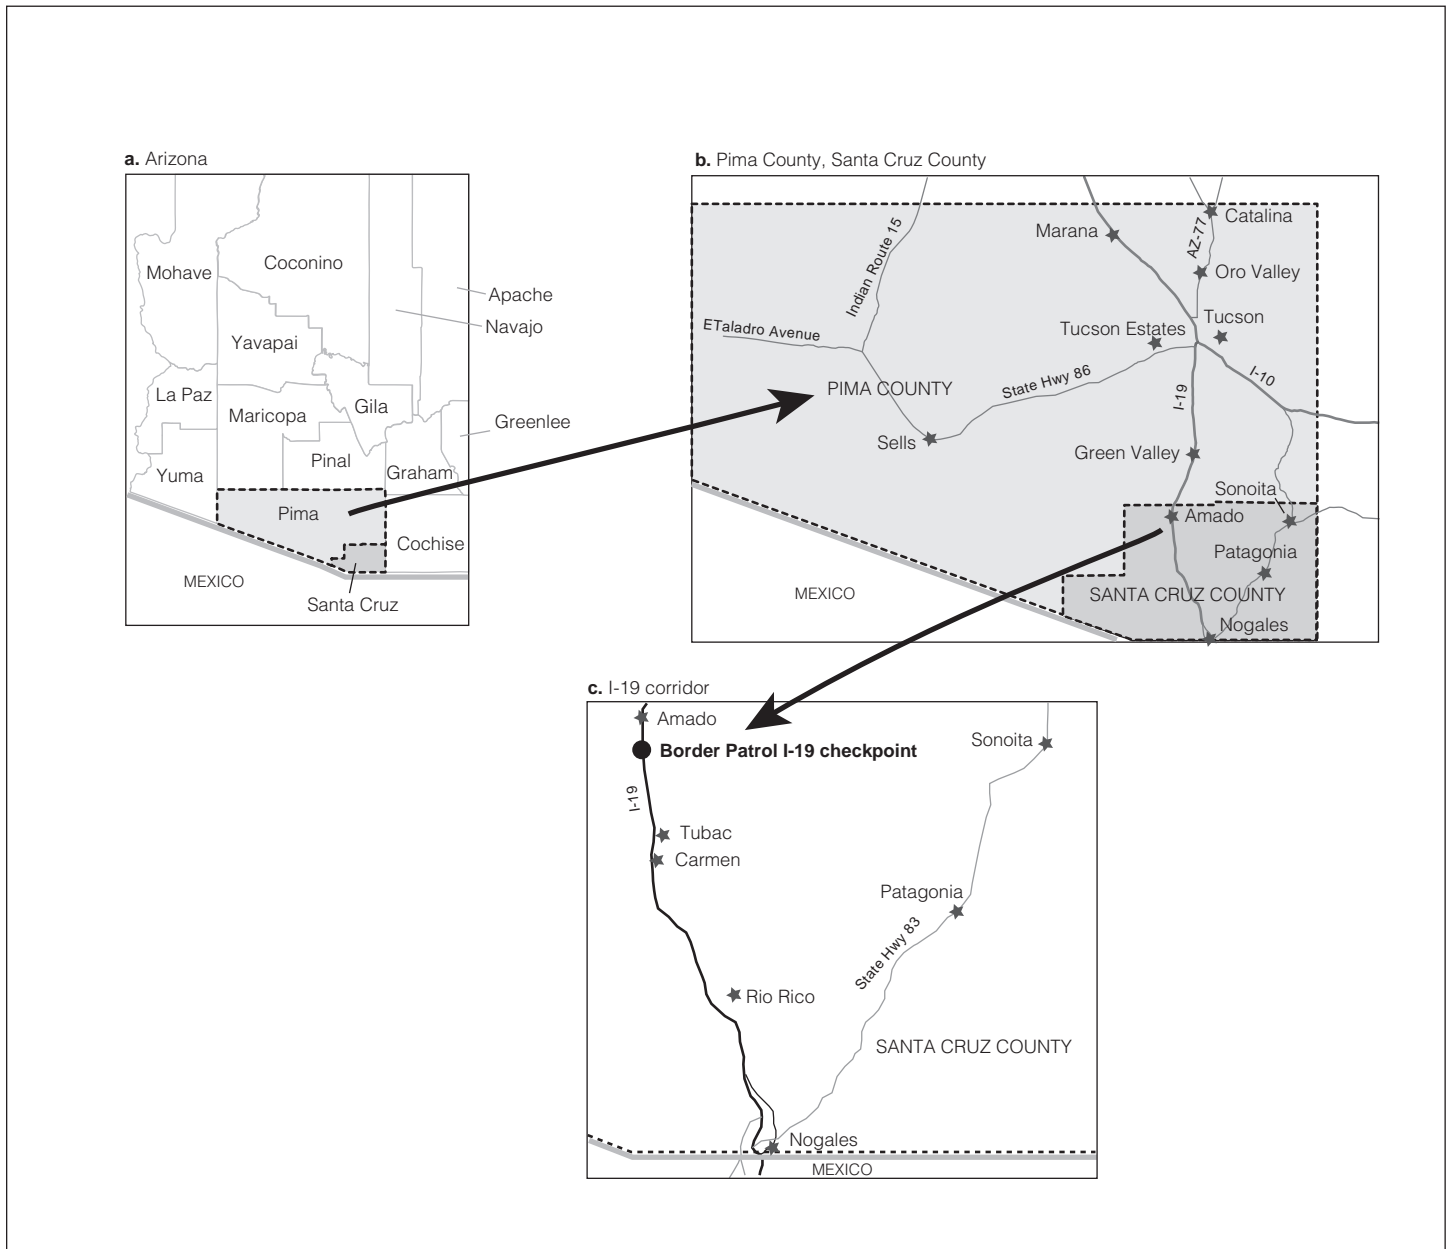 a. Arizona
Mohave
Coconino
Apache
Navajo
Yavapai
La Paz
Maricopa
Gila
Greenlee
Yuma
Pinal
Graham
Pima
Cochise
MEXICO
Santa Cruz
b. Pima County, Santa Cruz County
Catalina
Marana
AZ-77
Indian Route 15
Oro Valley
ETaladro Avenue
Tucson Estates
Tucson
State Hwy 86
I-10
PIMA COUNTY
I-19
Sells
Green Valley
Sonoita
Amado
Patagonia
MEXICO
SANTA CRUZ COUNTY
Nogales
c. I-19 corridor
Amado
Sonoita
Border Patrol I-19 checkpoint
I-19
Tubac
Carmen
Patagonia
State Hwy 83
Rio Rico
SANTA CRUZ COUNTY
Nogales
MEXICO